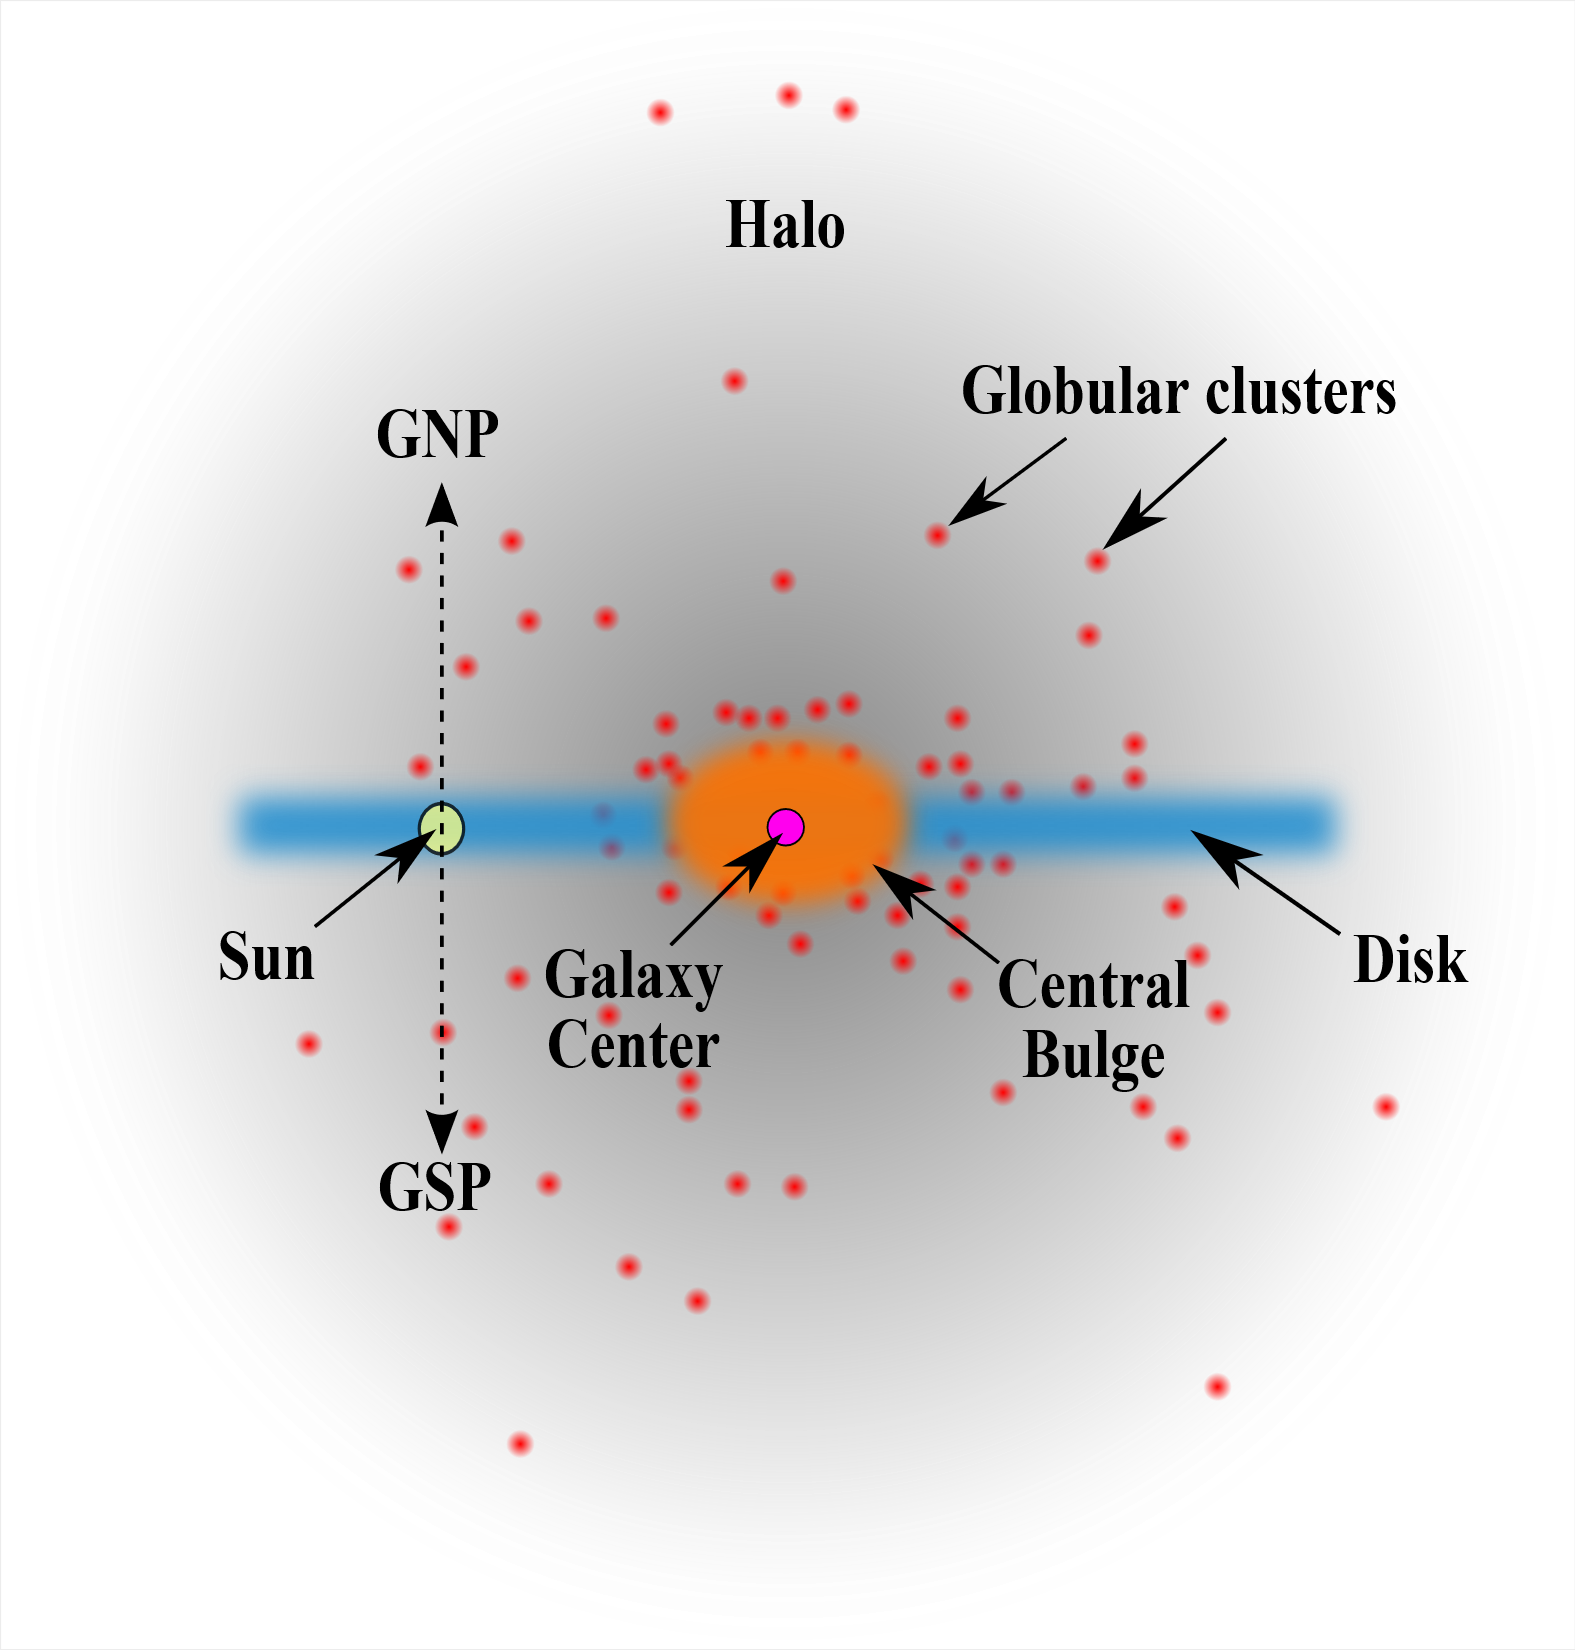 Halo
Globular clusters
GNP
Sun
Galaxy
Center
Central
Bulge
Disk
GSP